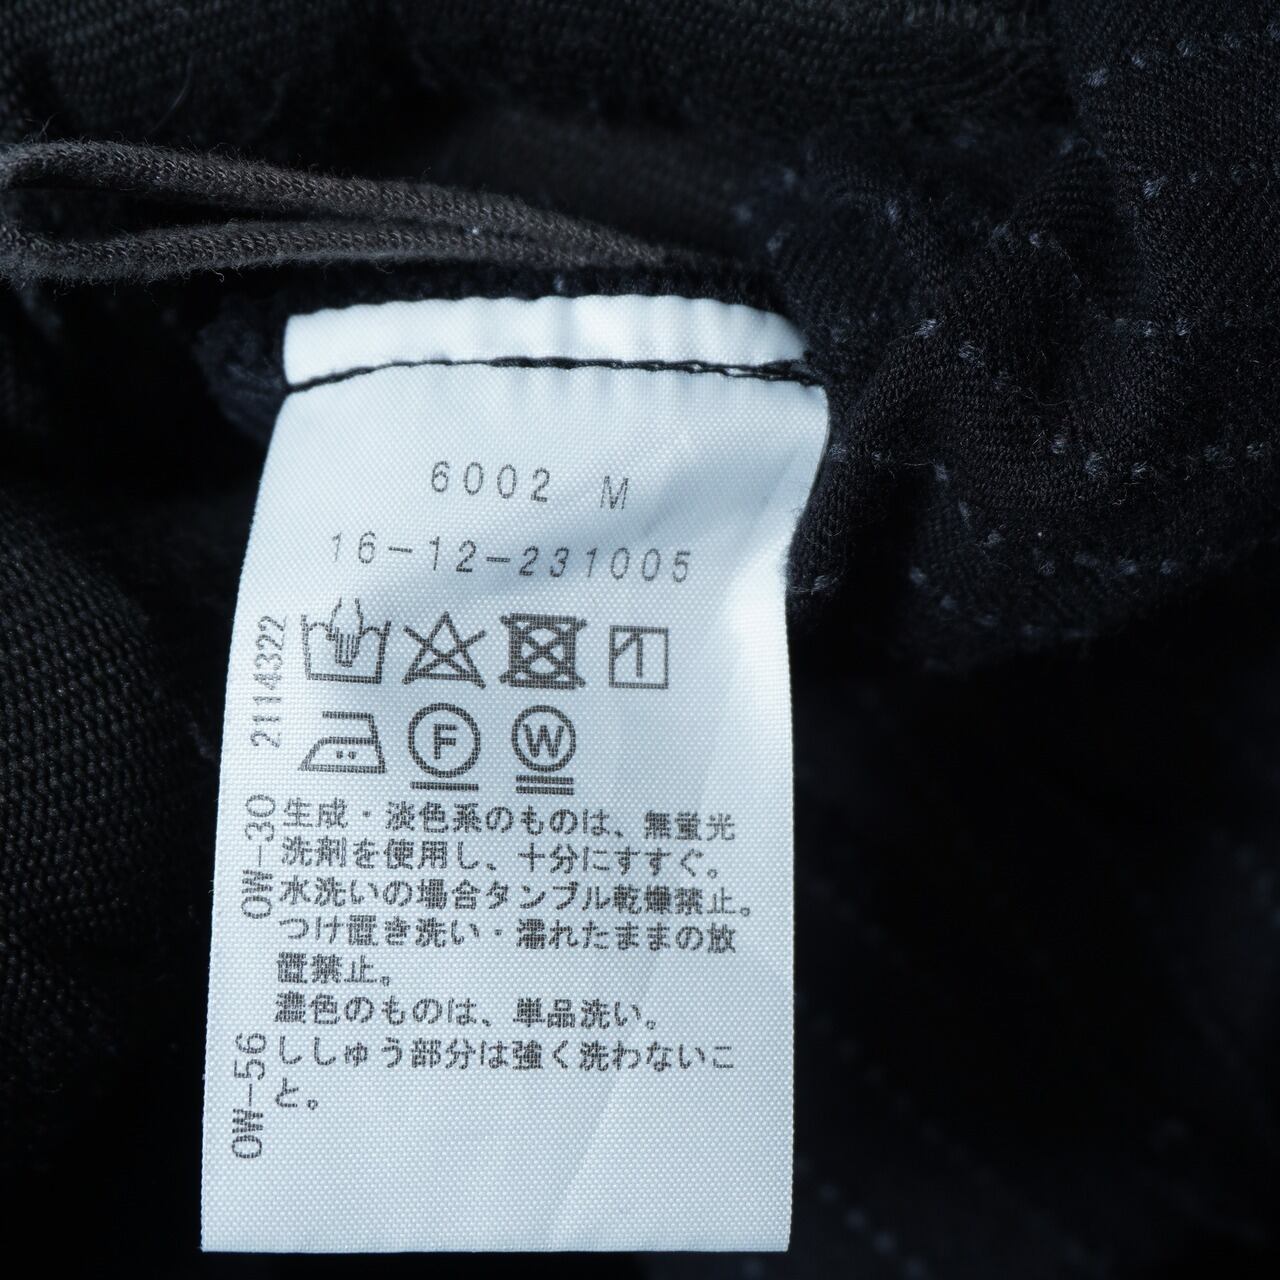 6002 M
16-12-231005
F W
生成・淡色系のものは、無蛍光
洗剤を使用し、十分にすすぐ。
水洗いの場合タンブル乾燥禁止。
つけ置き洗い・濡れたままの放
置禁止。
濃色のものは、単品洗い。
ししゅう部分は強く洗わないこ
と。
2114322
OW-30
OW-56